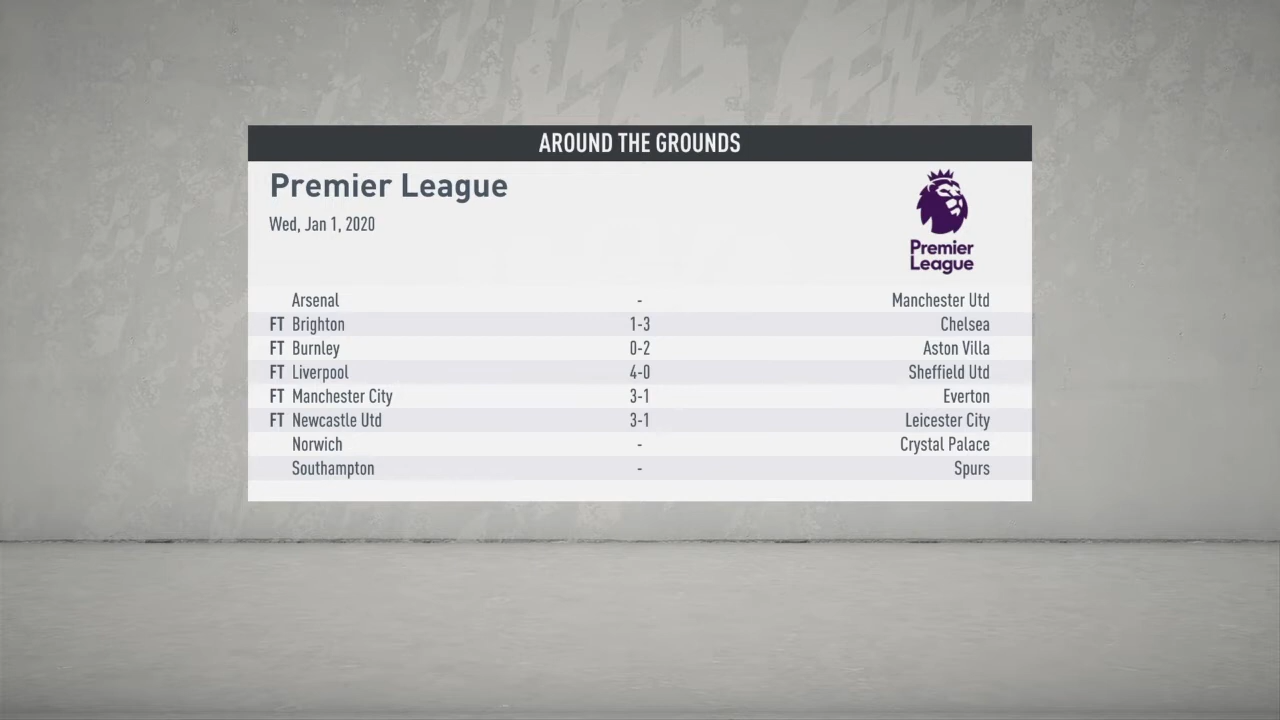 AROUND THE GROUNDS
Premier League
Wed, Jan 1, 2020
Premier
League
Arsenal - Manchester Utd
FT Brighton 1-3 Chelsea
FT Burnley 0-2 Aston Villa
FT Liverpool 4-0 Sheffield Utd
FT Manchester City 3-1 Everton
FT Newcastle Utd 3-1 Leicester City
Norwich - Crystal Palace
Southampton - Spurs